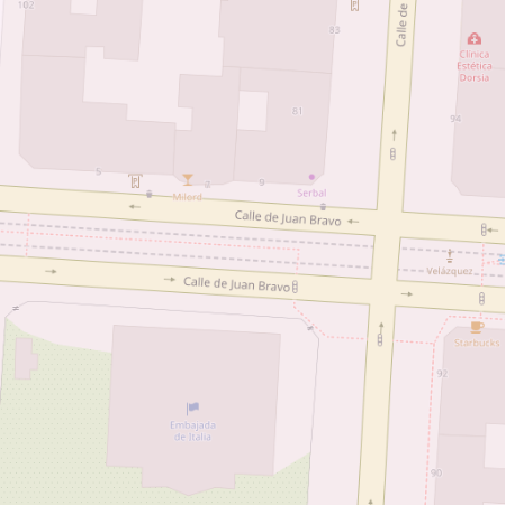 102
Calle de
83
Clínica
Estética
Dorsia
81
94
5
Milford
2
9
Serbal
Calle de Juan Bravo
Velázquez
Calle de Juan Bravo
Starbucks
92
Embajada
de Italia
90